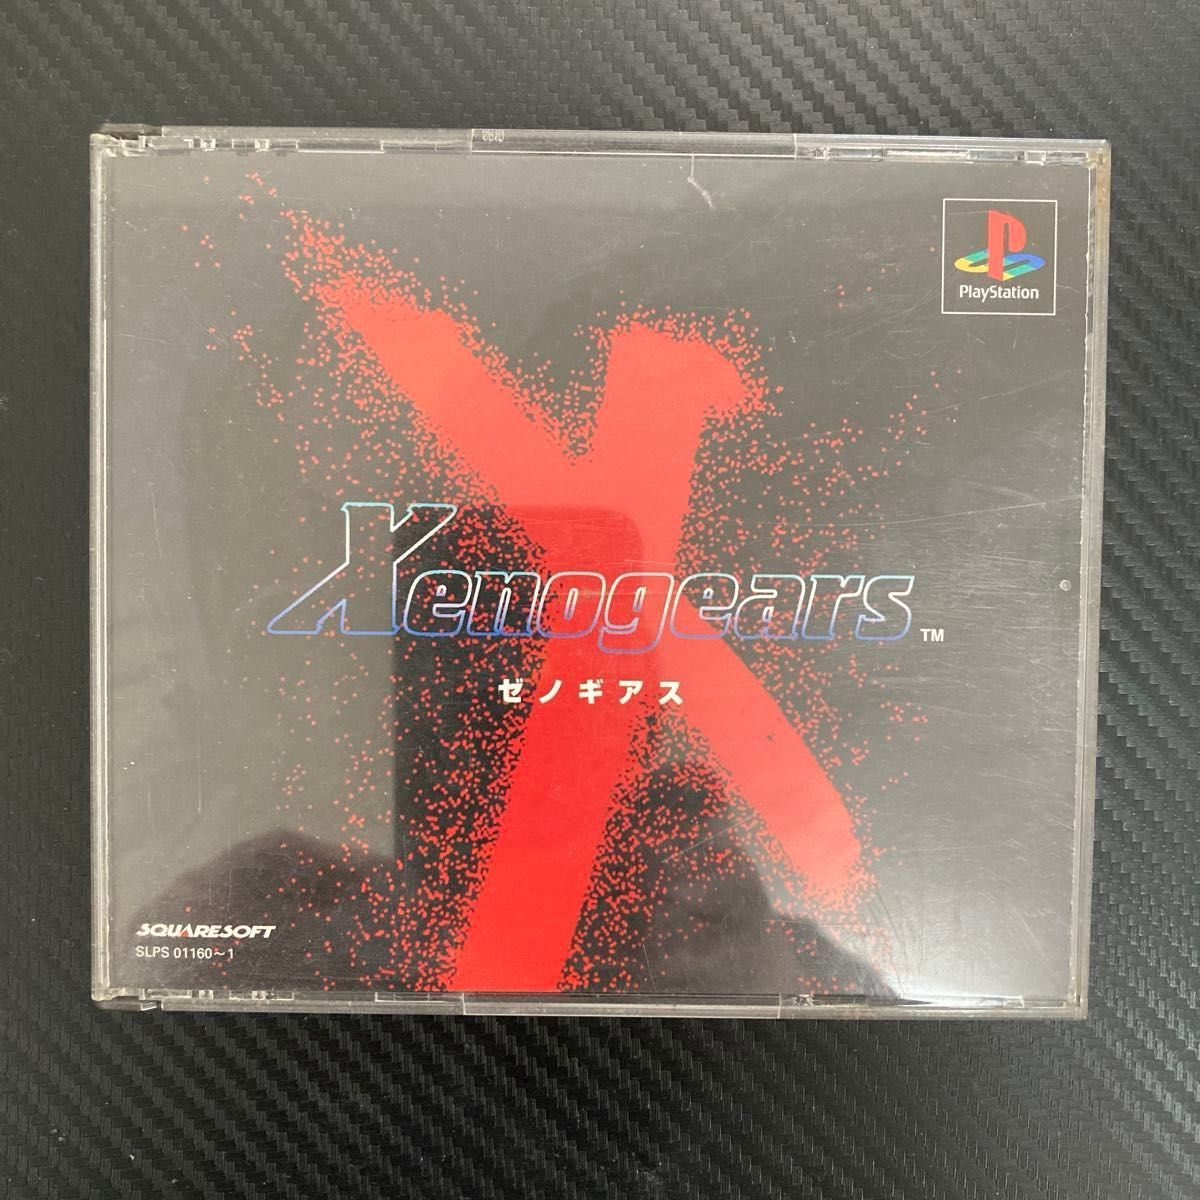 PlayStation
Xenogears™
ゼノギアス
SQUARESOFT
SLPS 01160~1